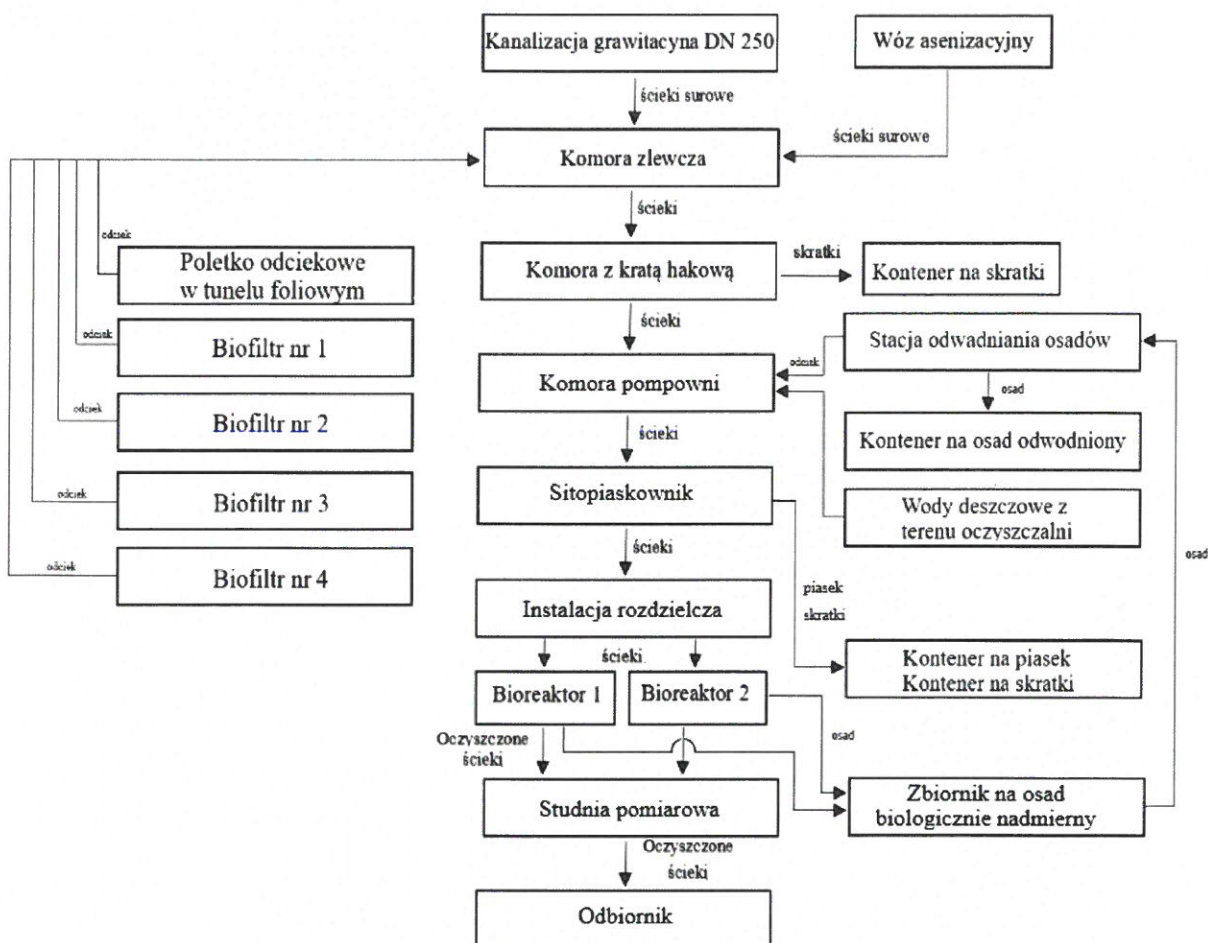 Kanalizacja grawitacyna DN 250
Wóz asenizacyjny
ścieki surowe
ścieki surowe
Komora zlewcza
ścieki
odciek
Poletko odciekowe
w tunelu foliowym
Komora z kratą hakową
skratki
Kontener na skratki
ścieki
odciek
Biofiltr nr 1
Stacja odwadniania osadów
odciek
Komora pompowni
osad
odciek
Biofiltr nr 2
ścieki
Kontener na osad odwodniony
odciek
Biofiltr nr 3
Sitopiaskownik
Wody deszczowe z
terenu oczyszczalni
ścieki
osad
odciek
Biofiltr nr 4
piasek
skratki
Instalacja rozdzielcza
ścieki.
Kontener na piasek
Kontener na skratki
Bioreaktor 1
Bioreaktor 2
Oczyszczone
ścieki
osad
Studnia pomiarowa
Zbiornik na osad
biologicznie nadmierny
Oczyszczone
ścieki
Odbiornik